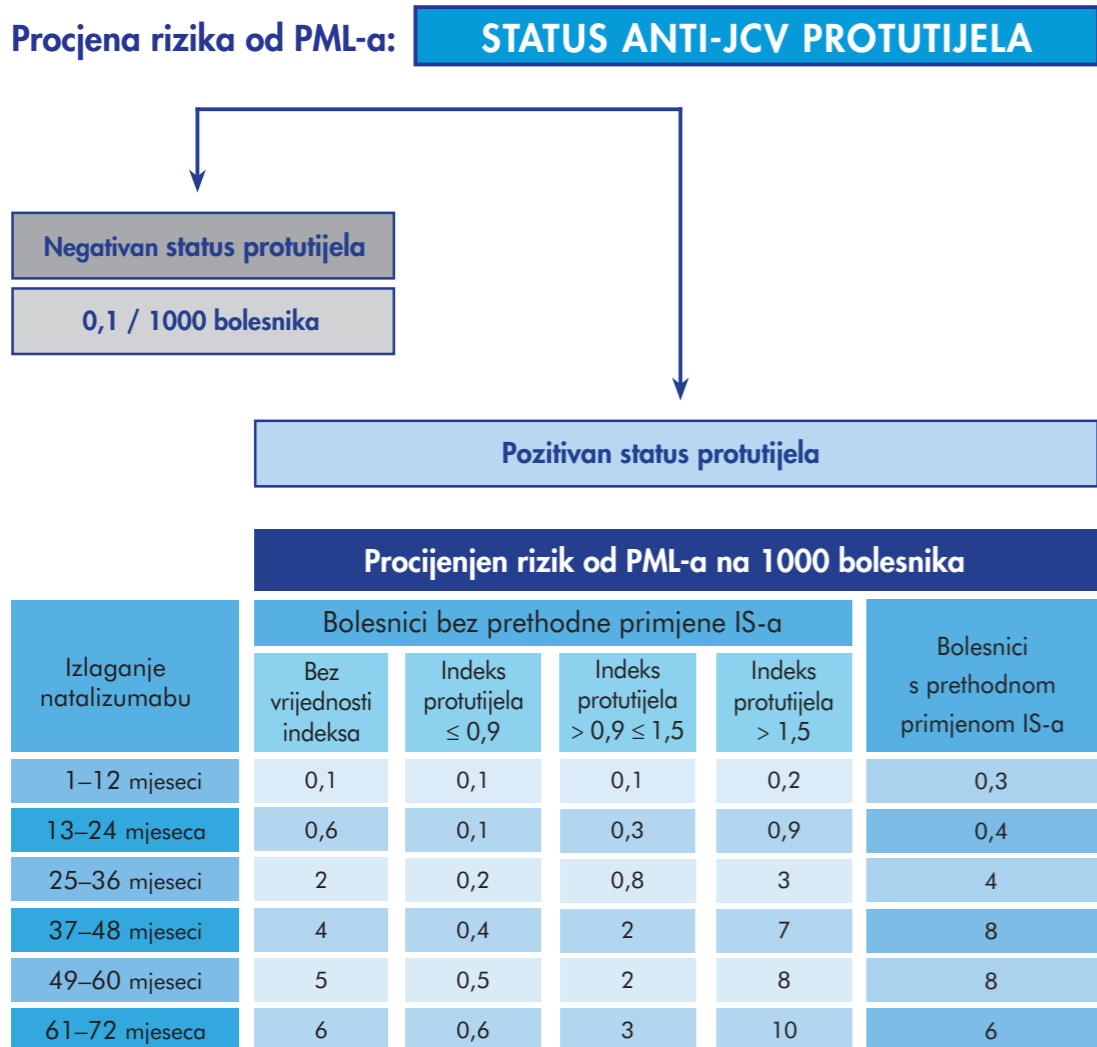 Procjena rizika od PML-a:
STATUS ANTI-JCV PROTUTIJELA
Negativan status protutijela
0,1 / 1000 bolesnika
Pozitivan status protutijela
Procijenjen rizik od PML-a na 1000 bolesnika
Izlaganje
natalizumabu
Bolesnici bez prethodne primjene IS-a
Bez
vrijednosti
indeksa
Indeks
protutijela
≤ 0,9
Indeks
protutijela
> 0,9 ≤ 1,5
Indeks
protutijela
> 1,5
Bolesnici
s prethodnom
primjenom IS-a
1–12 mjeseci 0,1 0,1 0,1 0,2 0,3
13–24 mjeseca 0,6 0,1 0,3 0,9 0,4
25–36 mjeseci 2 0,2 0,8 3 4
37–48 mjeseci 4 0,4 2 7 8
49–60 mjeseci 5 0,5 2 8 8
61–72 mjeseca 6 0,6 3 10 6